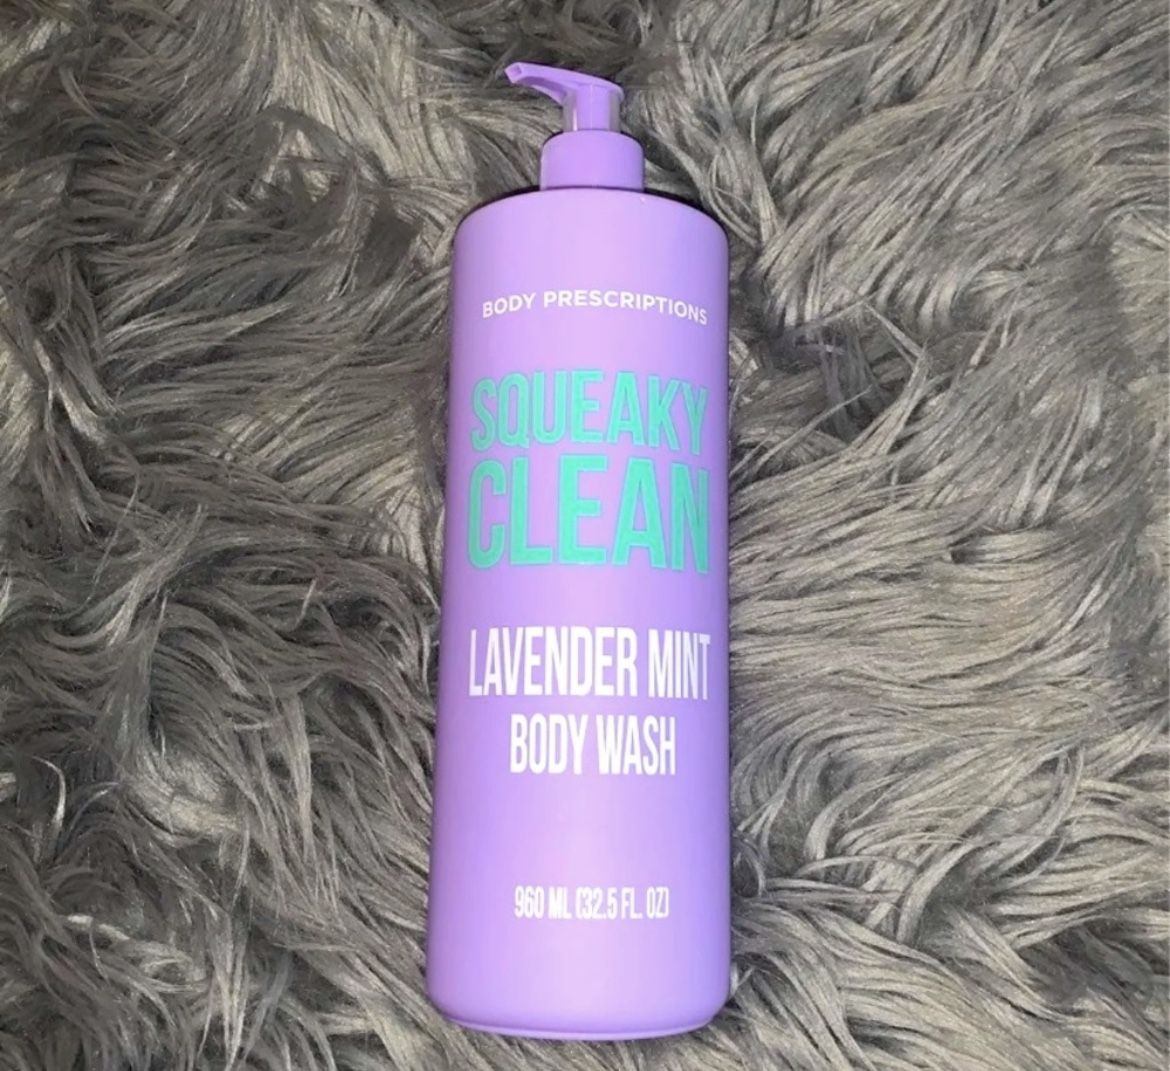 BODY PRESCRIPTIONS
SQUEAKY
CLEAN
LAVENDER MINT
BODY WASH
960 ML (32.5 FL. OZ)